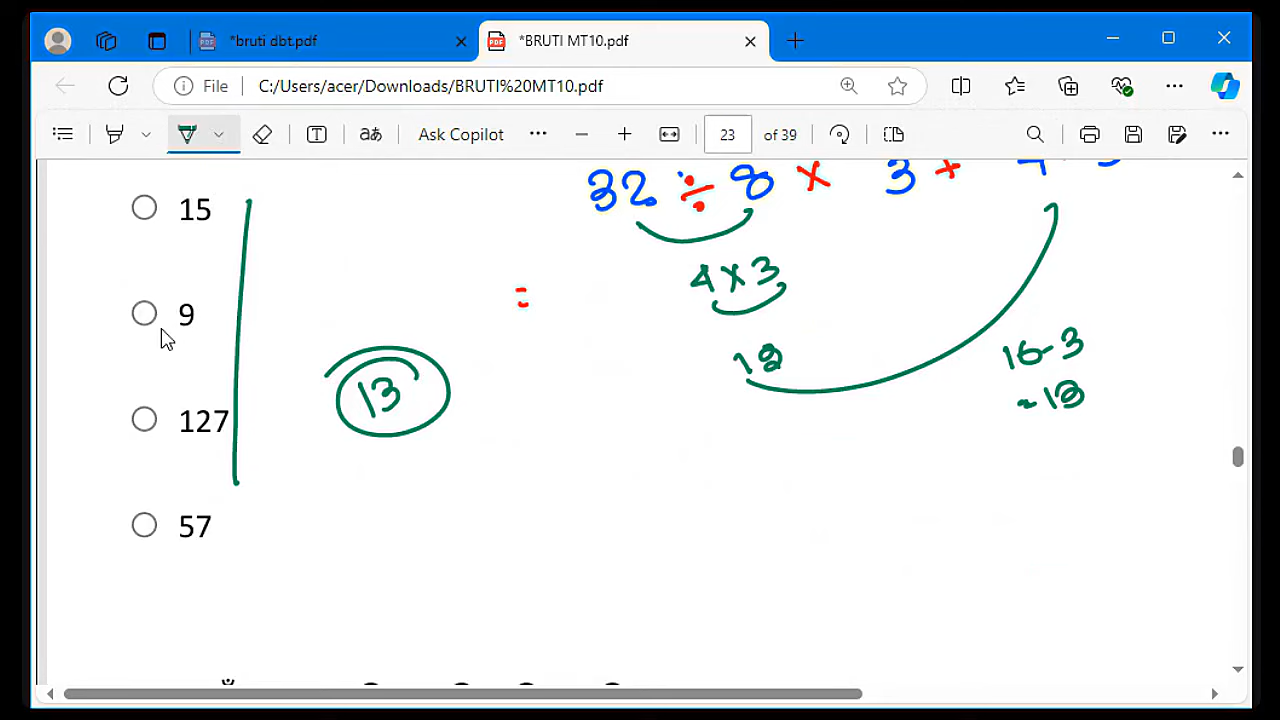 *bruti dbt.pdf
*BRUTI MT10.pdf
File C:/Users/acer/Downloads/BRUTI%20MT10.pdf
Ask Copilot 23 of 39
32 ÷ 8 × 3 +
15
4 × 3
9
16-3
12
13
= 13
=
127
57